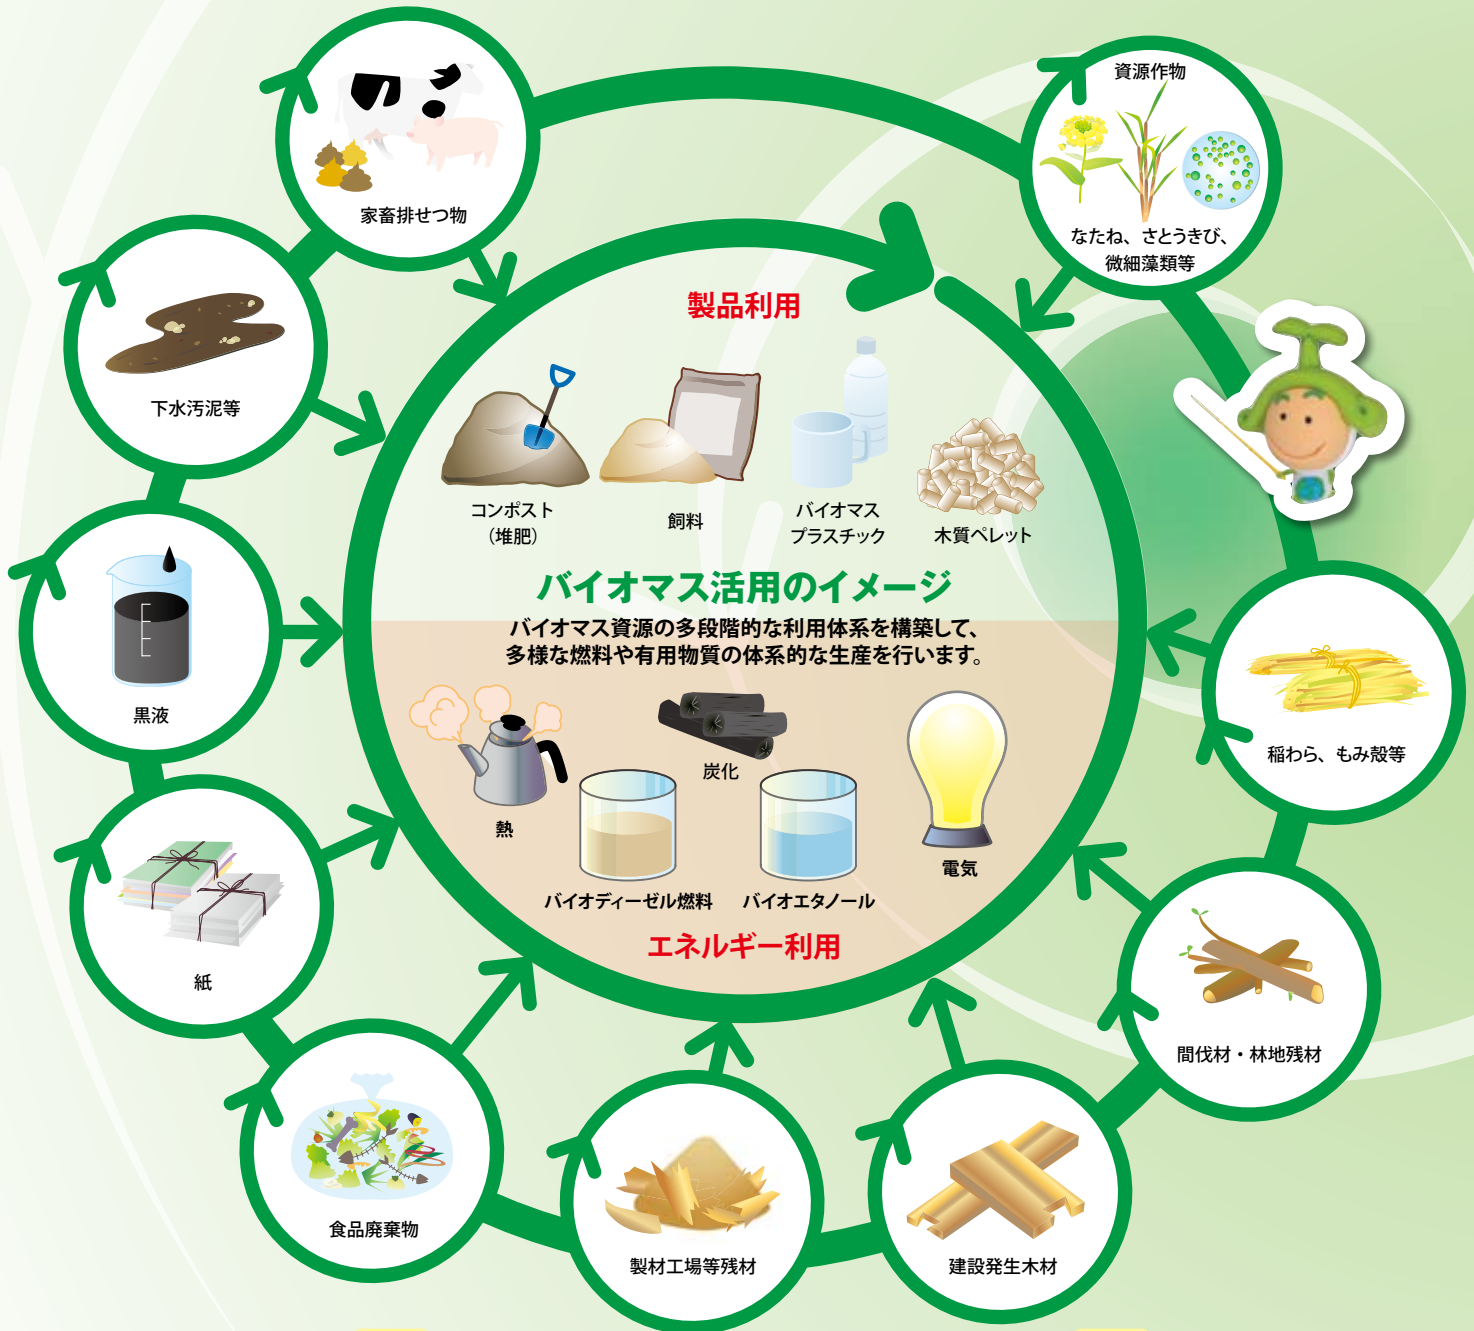 資源作物
なたね、さとうきび、
微細藻類等
家畜排せつ物
下水汚泥等
黒液
紙
食品廃棄物
製材工場等残材
建設発生木材
間伐材・林地残材
稲わら、もみ殻等
製品利用
コンポスト
（堆肥）
飼料
バイオマス
プラスチック
木質ペレット
バイオマス活用のイメージ
バイオマス資源の多段階的な利用体系を構築して、
多様な燃料や有用物質の体系的な生産を行います。
熱
炭化
電気
バイオディーゼル燃料
バイオエタノール
エネルギー利用